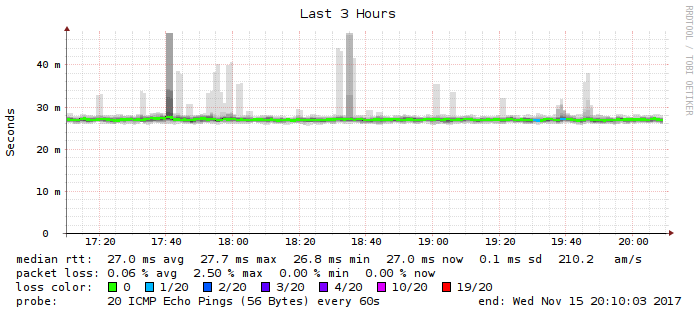 Last 3 Hours
RRDTOOL / TOBI OETIKER
Seconds
40 m
30 m
20 m
10 m
0
17:20 17:40 18:00 18:20 18:40 19:00 19:20 19:40 20:00
median rtt: 27.0 ms avg 27.7 ms max 26.8 ms min 27.0 ms now 0.1 ms sd 210.2 am/s
packet loss: 0.06 % avg 2.50 % max 0.00 % min 0.00 % now
loss color: 0 1/20 2/20 3/20 4/20 10/20 19/20
probe: 20 ICMP Echo Pings (56 Bytes) every 60s end: Wed Nov 15 20:10:03 2017